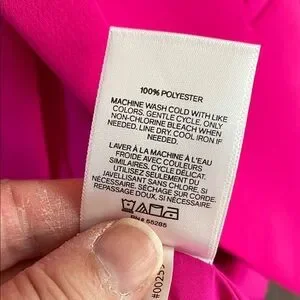 100% POLYESTER
MACHINE WASH COLD WITH LIKE
COLORS. GENTLE CYCLE. ONLY
NON-CHLORINE BLEACH WHEN
NEEDED. LINE DRY. COOL IRON IF
NEEDED.
LAVER À LA MACHINE À L'EAU
FROIDE AVEC COULEURS
SIMILAIRES. CYCLE DÉLICAT.
UTILISEZ SEULEMENT DU
JAVELLISANT SANS CHLORE, SI
NÉCESSAIRE. SÉCHAGE SUR CORDE.
REPASSAGE DOUX, SI NÉCESSAIRE.
RN# 55285
#0025